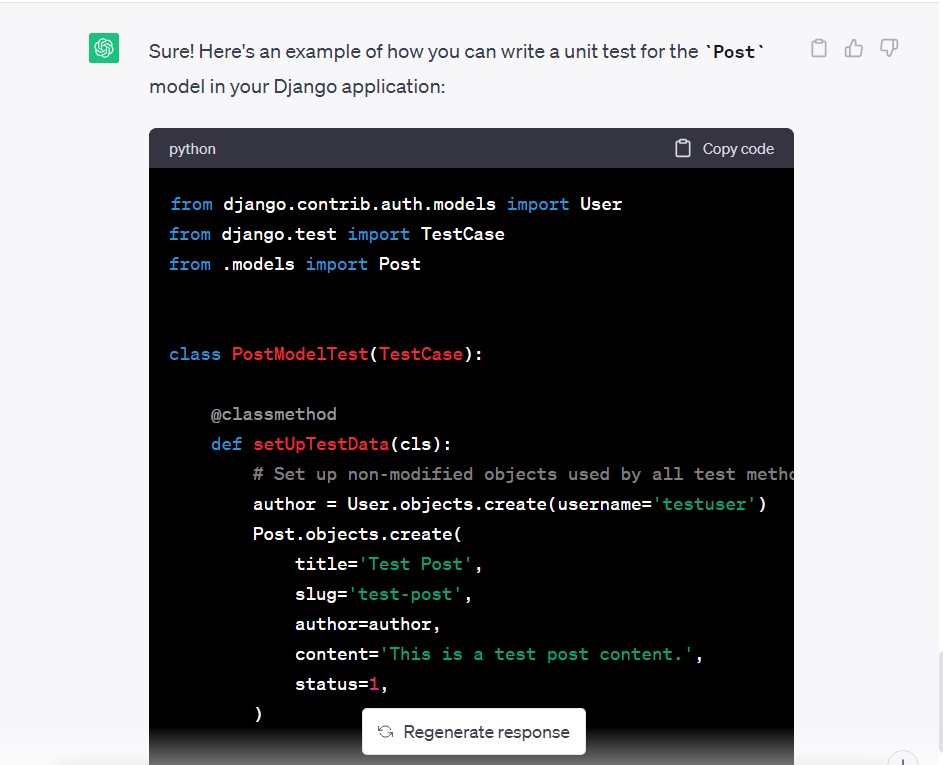 Sure! Here's an example of how you can write a unit test for the `Post`
model in your Django application:
python
Copy code
from django.contrib.auth.models import User
from django.test import TestCase
from .models import Post
class PostModelTest(TestCase):
    @classmethod
    def setUpTestData(cls):
        # Set up non-modified objects used by all test metho
        author = User.objects.create(username='testuser')
        Post.objects.create(
            title='Test Post',
            slug='test-post',
            author=author,
            content='This is a test post content.',
            status=1,
        )
Regenerate response